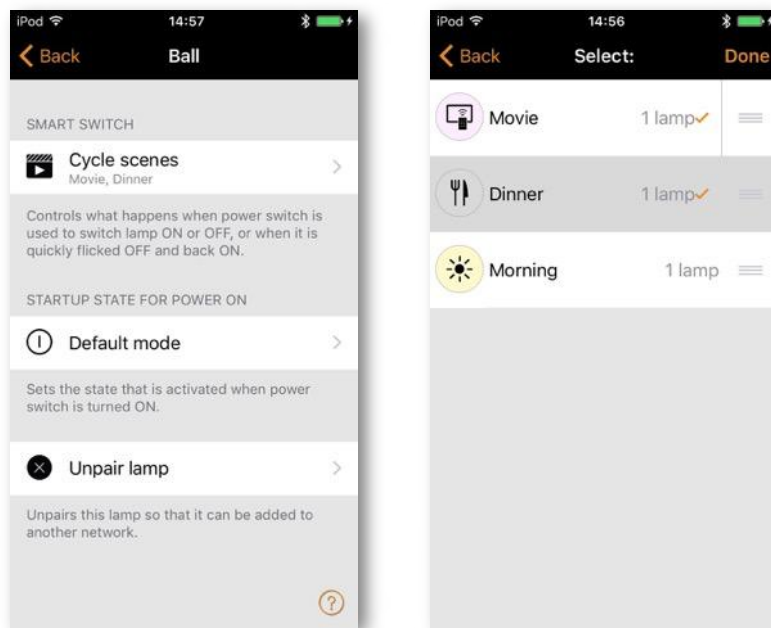 iPod 14:57
Back Ball
SMART SWITCH
Cycle scenes
Movie, Dinner
Controls what happens when power switch is
used to switch lamp ON or OFF, or when it is
quickly flicked OFF and back ON.
STARTUP STATE FOR POWER ON
Default mode
Sets the state that is activated when power
switch is turned ON.
Unpair lamp
Unpairs this lamp so that it can be added to
another network.
?
iPod 14:56
Back Select: Done
Movie 1 lamp
Dinner 1 lamp
Morning 1 lamp